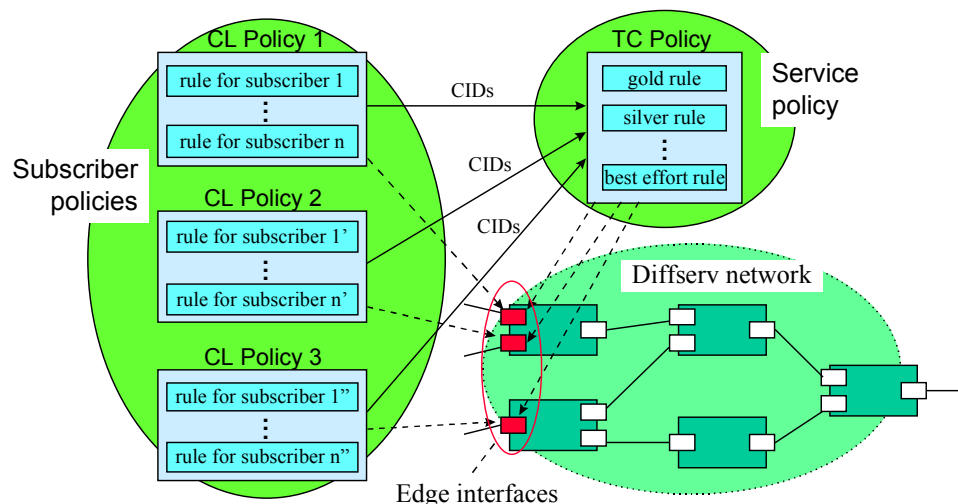 CL Policy 1
rule for subscriber 1
⋮
rule for subscriber n
Subscriber
policies
CL Policy 2
rule for subscriber 1’
⋮
rule for subscriber n’
CL Policy 3
rule for subscriber 1”
⋮
rule for subscriber n”
CIDs
CIDs
CIDs
TC Policy
gold rule
silver rule
⋮
best effort rule
Service
policy
Diffserv network
Edge interfaces